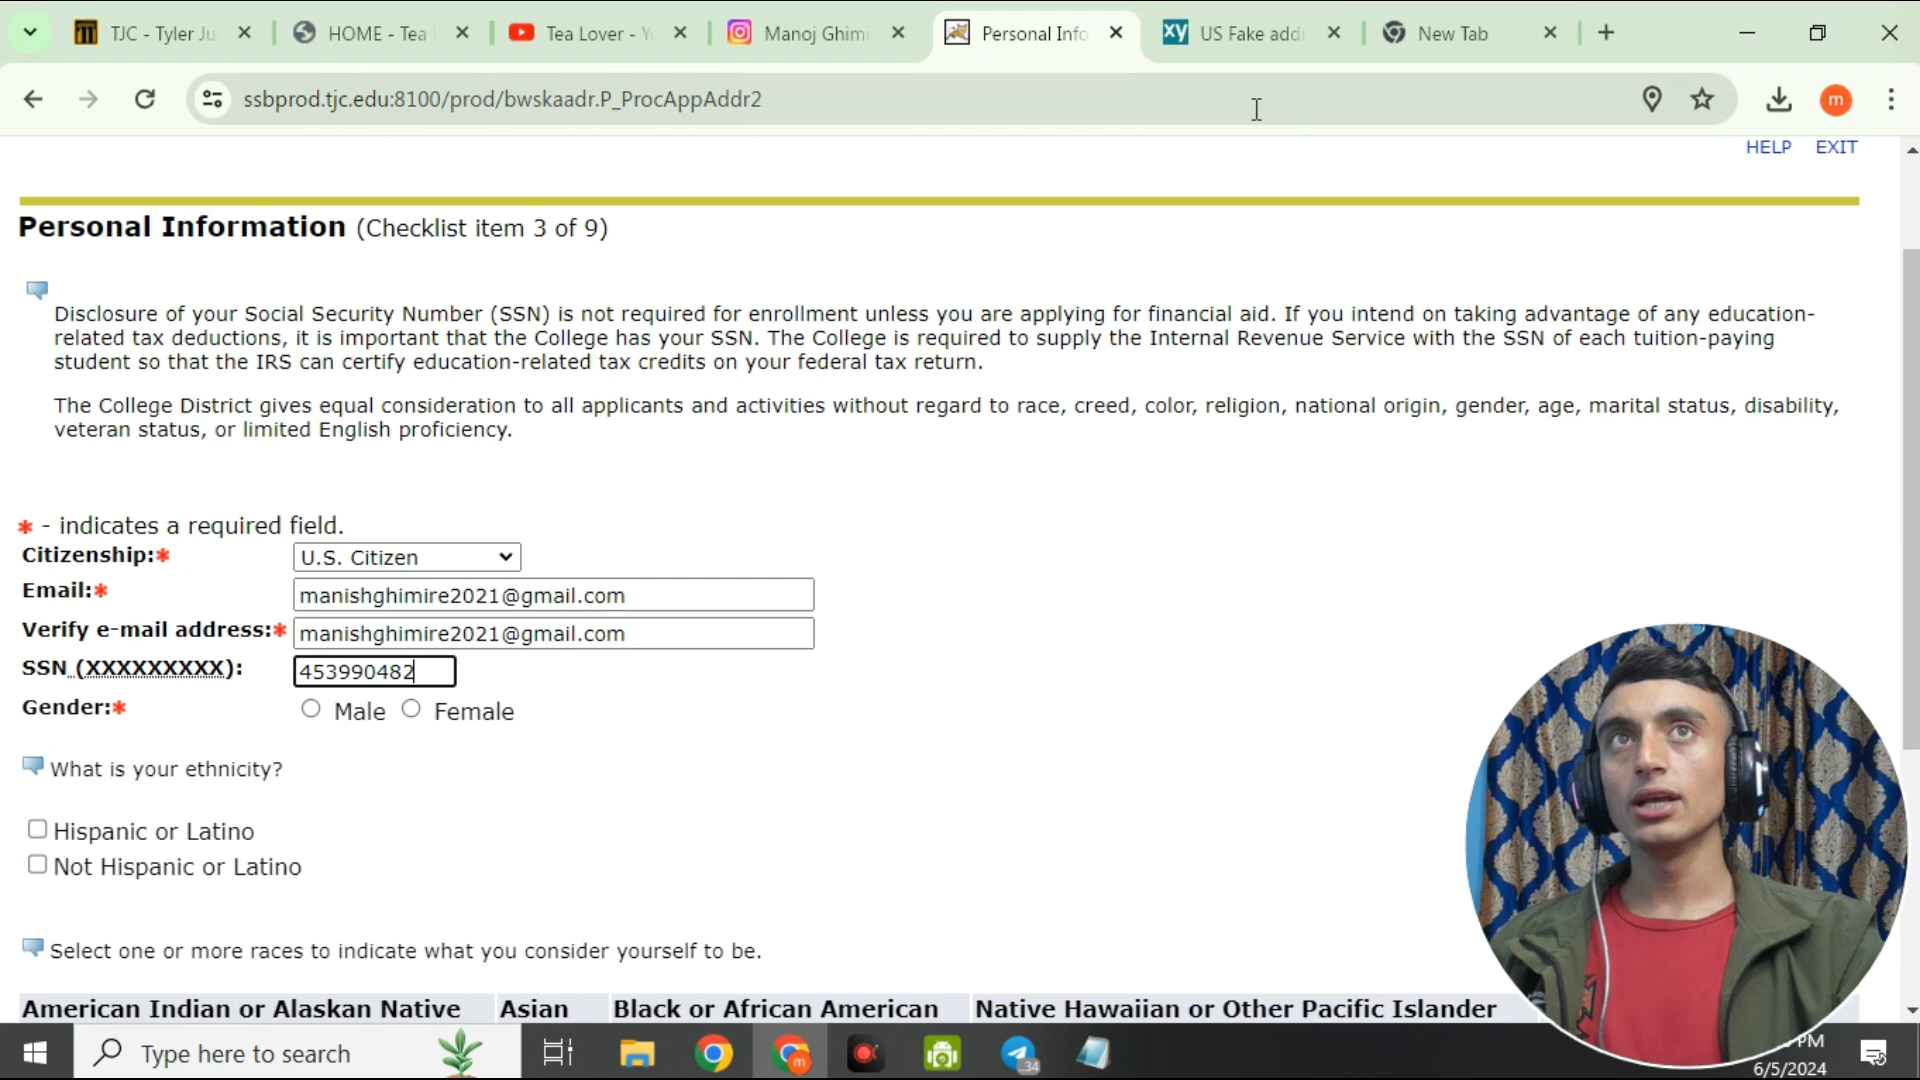 TJC - Tyler Ju
HOME - Tea
Tea Lover - Y
Manoj Ghimi
Personal Info
US Fake addr
New Tab
ssbprod.tjc.edu:8100/prod/bwskaadr.P_ProcAppAddr2
m
HELP EXIT
Personal Information (Checklist item 3 of 9)
Disclosure of your Social Security Number (SSN) is not required for enrollment unless you are applying for financial aid. If you intend on taking advantage of any education-
related tax deductions, it is important that the College has your SSN. The College is required to supply the Internal Revenue Service with the SSN of each tuition-paying
student so that the IRS can certify education-related tax credits on your federal tax return.
The College District gives equal consideration to all applicants and activities without regard to race, creed, color, religion, national origin, gender, age, marital status, disability,
veteran status, or limited English proficiency.
* - indicates a required field.
Citizenship:* U.S. Citizen
Email:* manishghimire2021@gmail.com
Verify e-mail address:* manishghimire2021@gmail.com
SSN (XXXXXXXXX): 453990482
Gender:* Male Female
What is your ethnicity?
Hispanic or Latino
Not Hispanic or Latino
Select one or more races to indicate what you consider yourself to be.
American Indian or Alaskan Native Asian Black or African American Native Hawaiian or Other Pacific Islander
Type here to search
m
..34
PM
6/5/2024